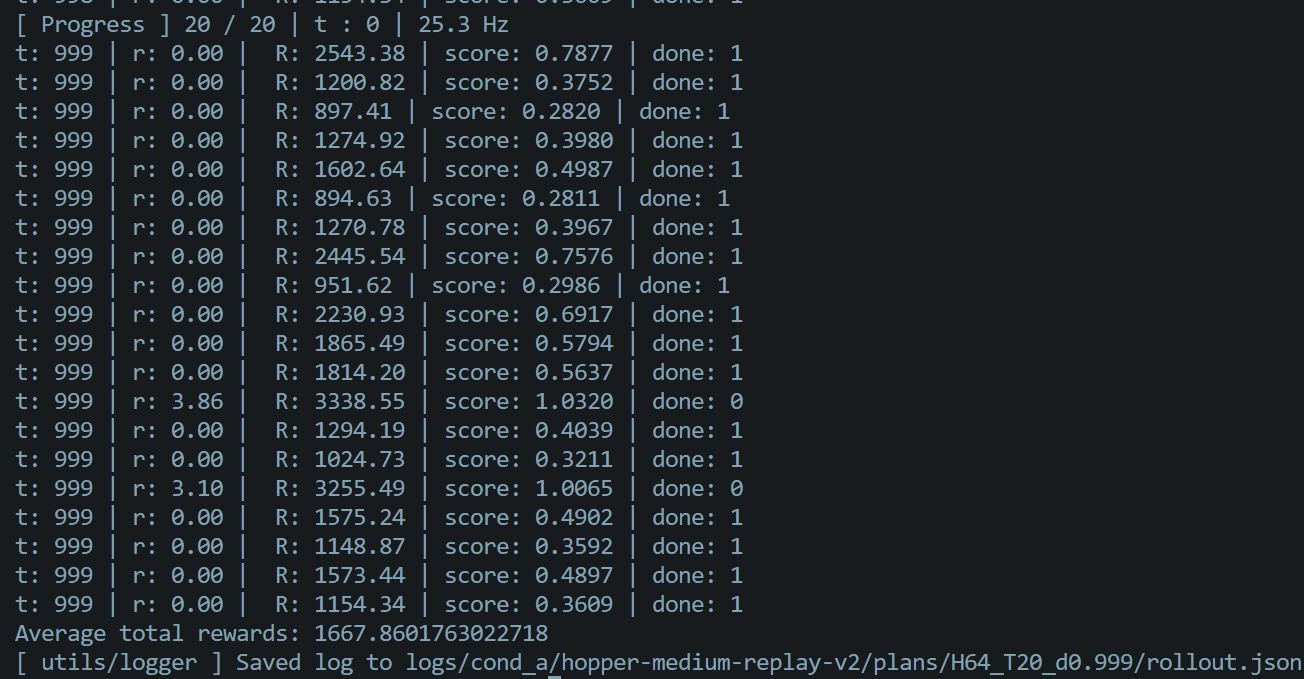 [ Progress ] 20 / 20 | t : 0 | 25.3 Hz
t: 999 | r: 0.00 |  R: 2543.38 | score: 0.7877 | done: 1
t: 999 | r: 0.00 |  R: 1200.82 | score: 0.3752 | done: 1
t: 999 | r: 0.00 |  R: 897.41 | score: 0.2820 | done: 1
t: 999 | r: 0.00 |  R: 1274.92 | score: 0.3980 | done: 1
t: 999 | r: 0.00 |  R: 1602.64 | score: 0.4987 | done: 1
t: 999 | r: 0.00 |  R: 894.63 | score: 0.2811 | done: 1
t: 999 | r: 0.00 |  R: 1270.78 | score: 0.3967 | done: 1
t: 999 | r: 0.00 |  R: 2445.54 | score: 0.7576 | done: 1
t: 999 | r: 0.00 |  R: 951.62 | score: 0.2986 | done: 1
t: 999 | r: 0.00 |  R: 2230.93 | score: 0.6917 | done: 1
t: 999 | r: 0.00 |  R: 1865.49 | score: 0.5794 | done: 1
t: 999 | r: 0.00 |  R: 1814.20 | score: 0.5637 | done: 1
t: 999 | r: 3.86 |  R: 3338.55 | score: 1.0320 | done: 0
t: 999 | r: 0.00 |  R: 1294.19 | score: 0.4039 | done: 1
t: 999 | r: 0.00 |  R: 1024.73 | score: 0.3211 | done: 1
t: 999 | r: 3.10 |  R: 3255.49 | score: 1.0065 | done: 0
t: 999 | r: 0.00 |  R: 1575.24 | score: 0.4902 | done: 1
t: 999 | r: 0.00 |  R: 1148.87 | score: 0.3592 | done: 1
t: 999 | r: 0.00 |  R: 1573.44 | score: 0.4897 | done: 1
t: 999 | r: 0.00 |  R: 1154.34 | score: 0.3609 | done: 1
Average total rewards: 1667.8601763022718
[ utils/logger ] Saved log to logs/cond_a/hopper-medium-replay-v2/plans/H64_T20_d0.999/rollout.json